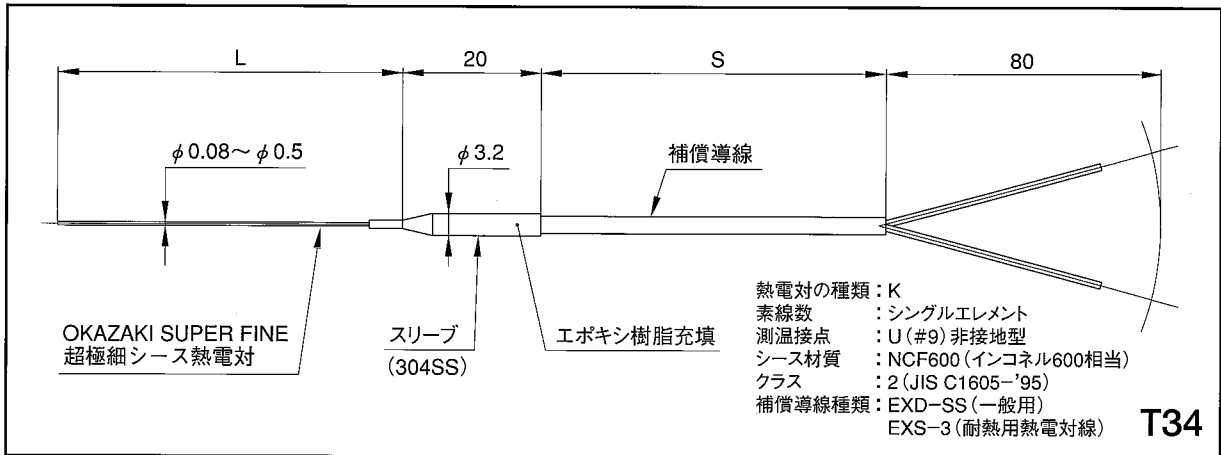 L
20
S
80
φ0.08～φ0.5
φ3.2
補償導線
OKAZAKI SUPER FINE
超極細シース熱電対
スリーブ
(304SS)
エポキシ樹脂充填
熱電対の種類：K
素線数：シングルエレメント
測温接点：U(#9)非接地型
シース材質：NCF600(インコネル600相当)
クラス：2(JIS C1605-'95)
補償導線種類：EXD-SS(一般用)
EXS-3(耐熱用熱電対線)
T34